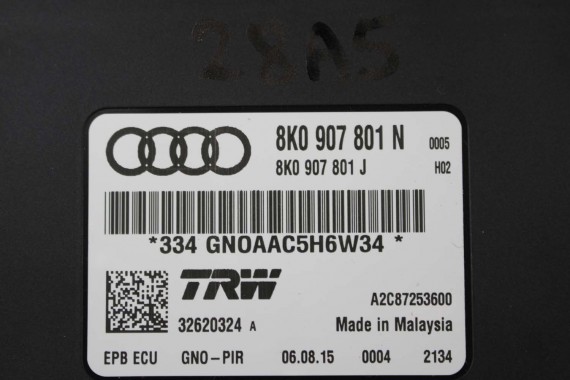 28A5
8K0 907 801 N 0005
8K0 907 801 J H02
*334 GNOAAC5H6W34 *
TRW A2C87253600
32620324 A Made in Malaysia
EPB ECU GNO-PIR 06.08.15 0004 2134